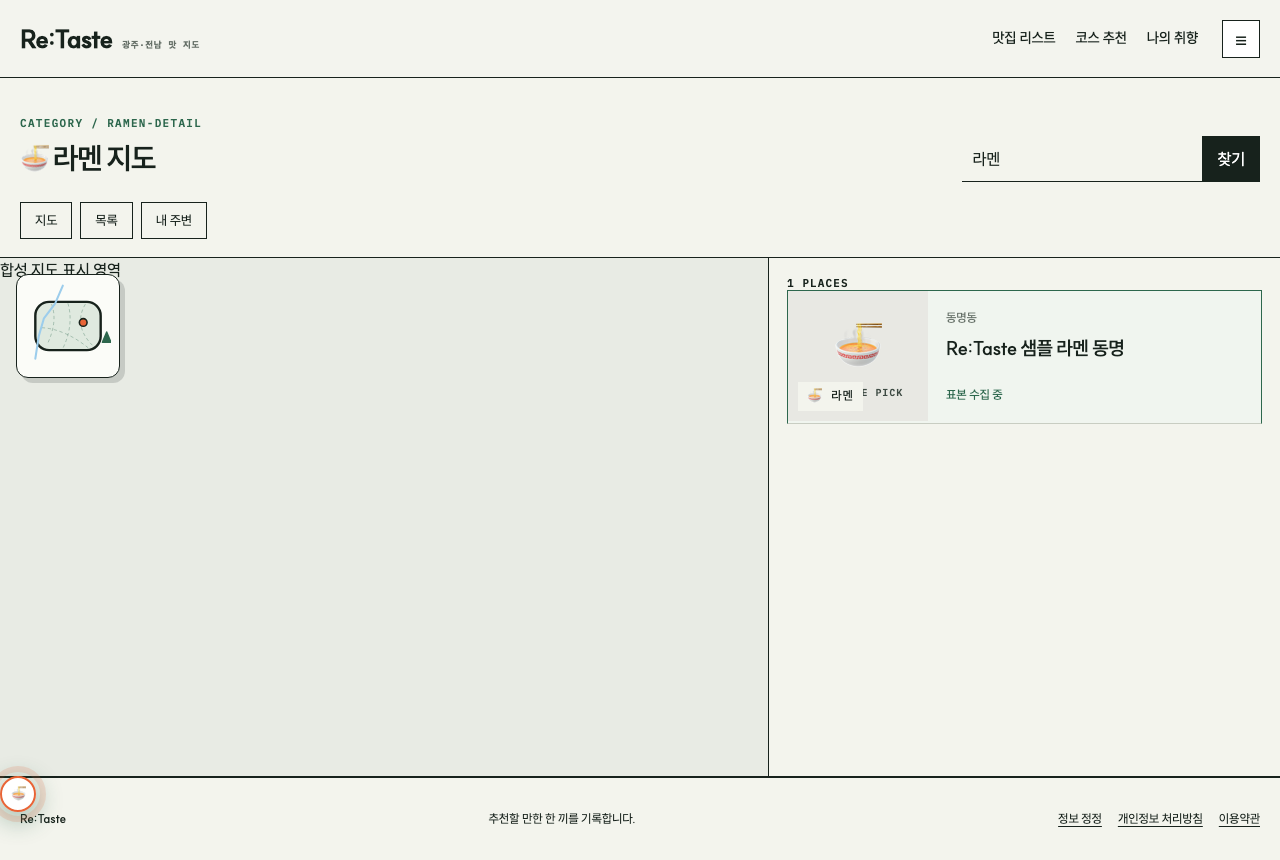 Re:Taste 광주·전남 맛 지도
맛집 리스트 코스 추천 나의 취향
CATEGORY / RAMEN-DETAIL
라멘 지도
라멘 찾기
지도 목록 내 주변
합성 지도 표시 영역
1 PLACES
동명동
Re:Taste 샘플 라멘 동명
라멘 PICK
표본 수집 중
Re:Taste
추천할 만한 한 끼를 기록합니다.
정보 정정 개인정보 처리방침 이용약관